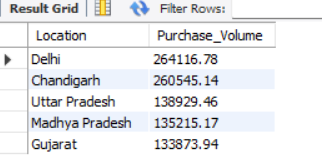 Result Grid Filter Rows:
Location Purchase_Volume
Delhi 264116.78
Chandigarh 260545.14
Uttar Pradesh 138929.46
Madhya Pradesh 135215.17
Gujarat 133873.94